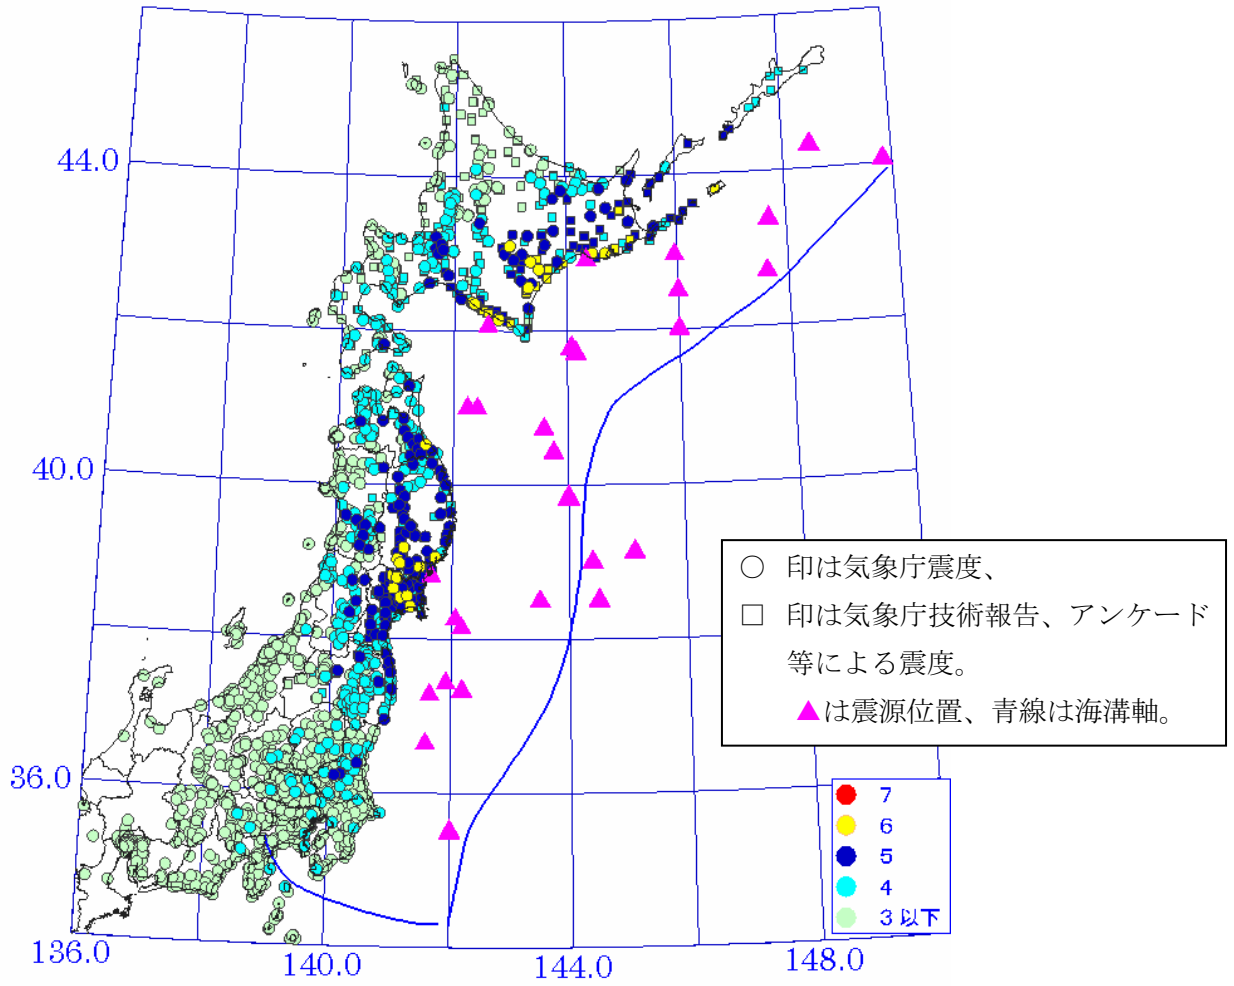 44.0
40.0
36.0
136.0
140.0
144.0
148.0
○ 印は気象庁震度、
□ 印は気象庁技術報告、アンケード
等による震度。
▲は震源位置、青線は海溝軸。
7
6
5
4
3以下